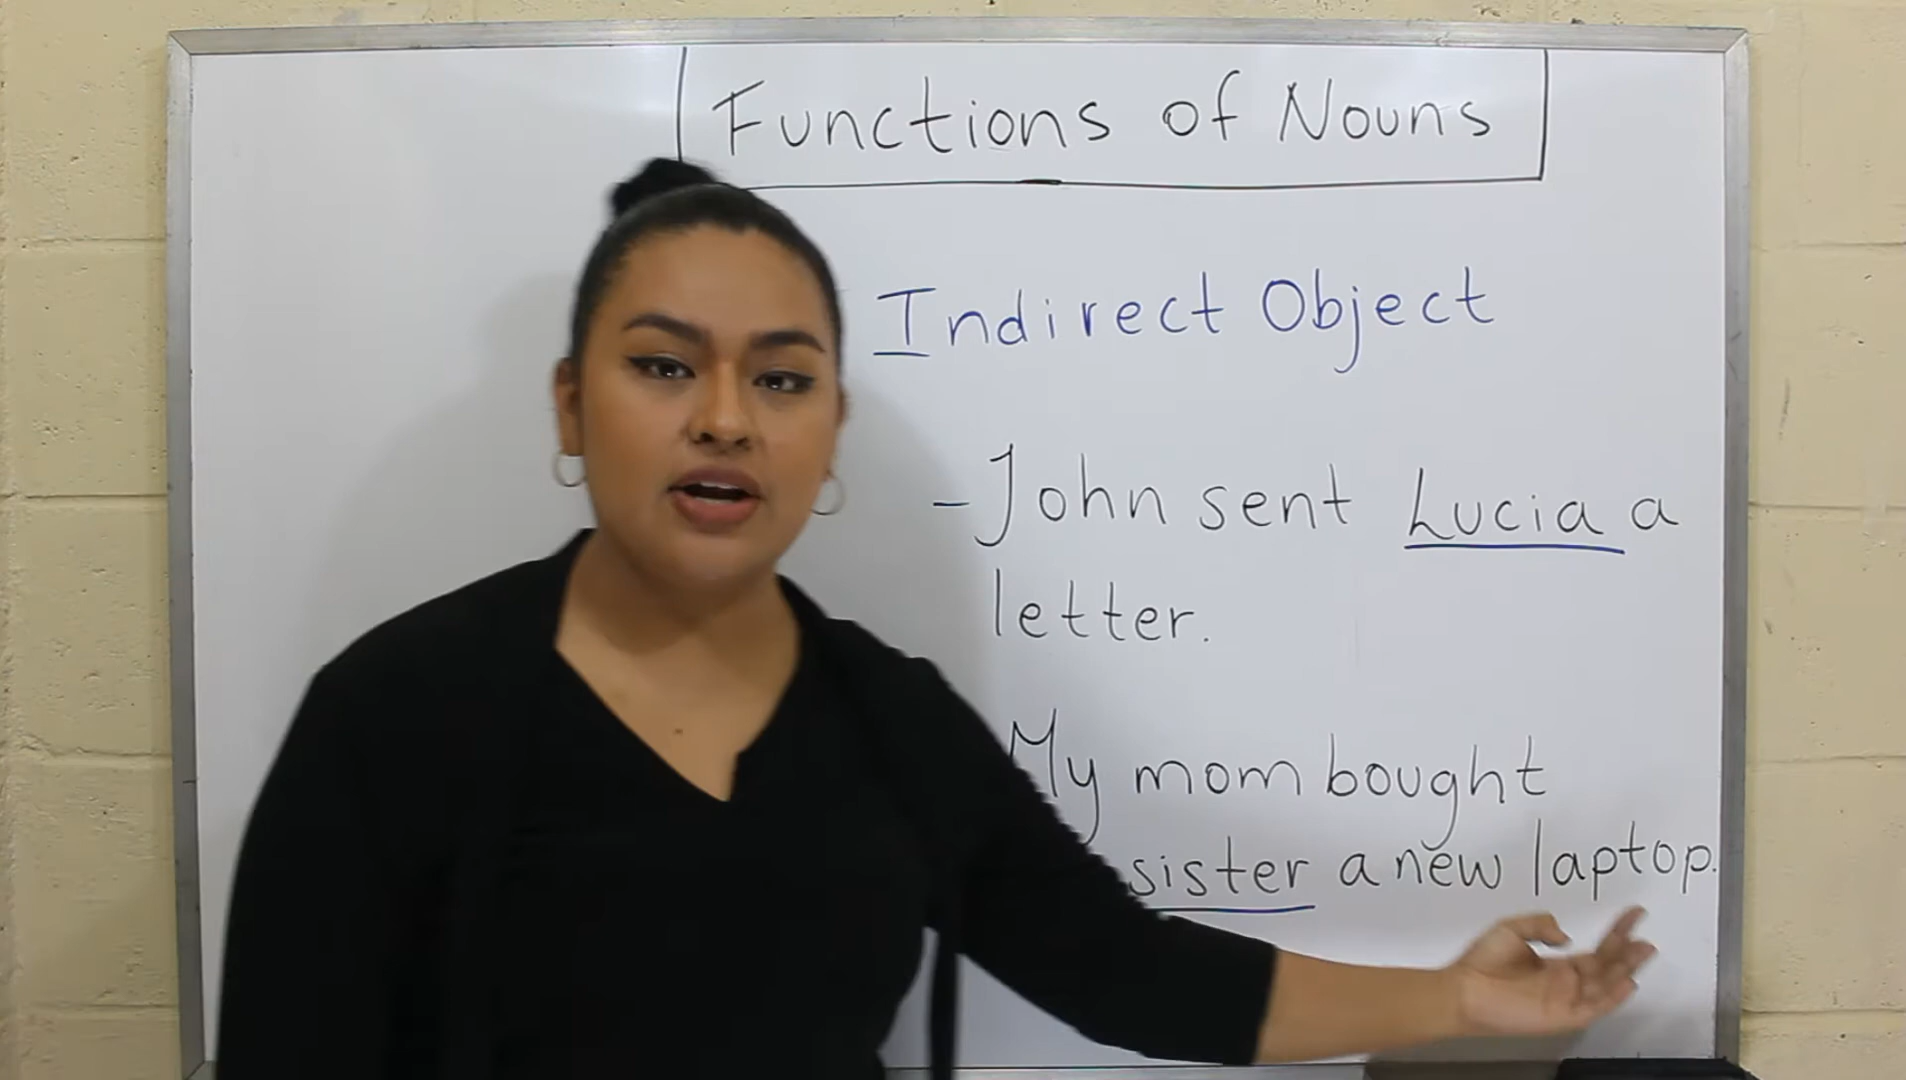 Functions of Nouns
Indirect Object
- John sent Lucia a
letter.
My mom bought
sister a new laptop.